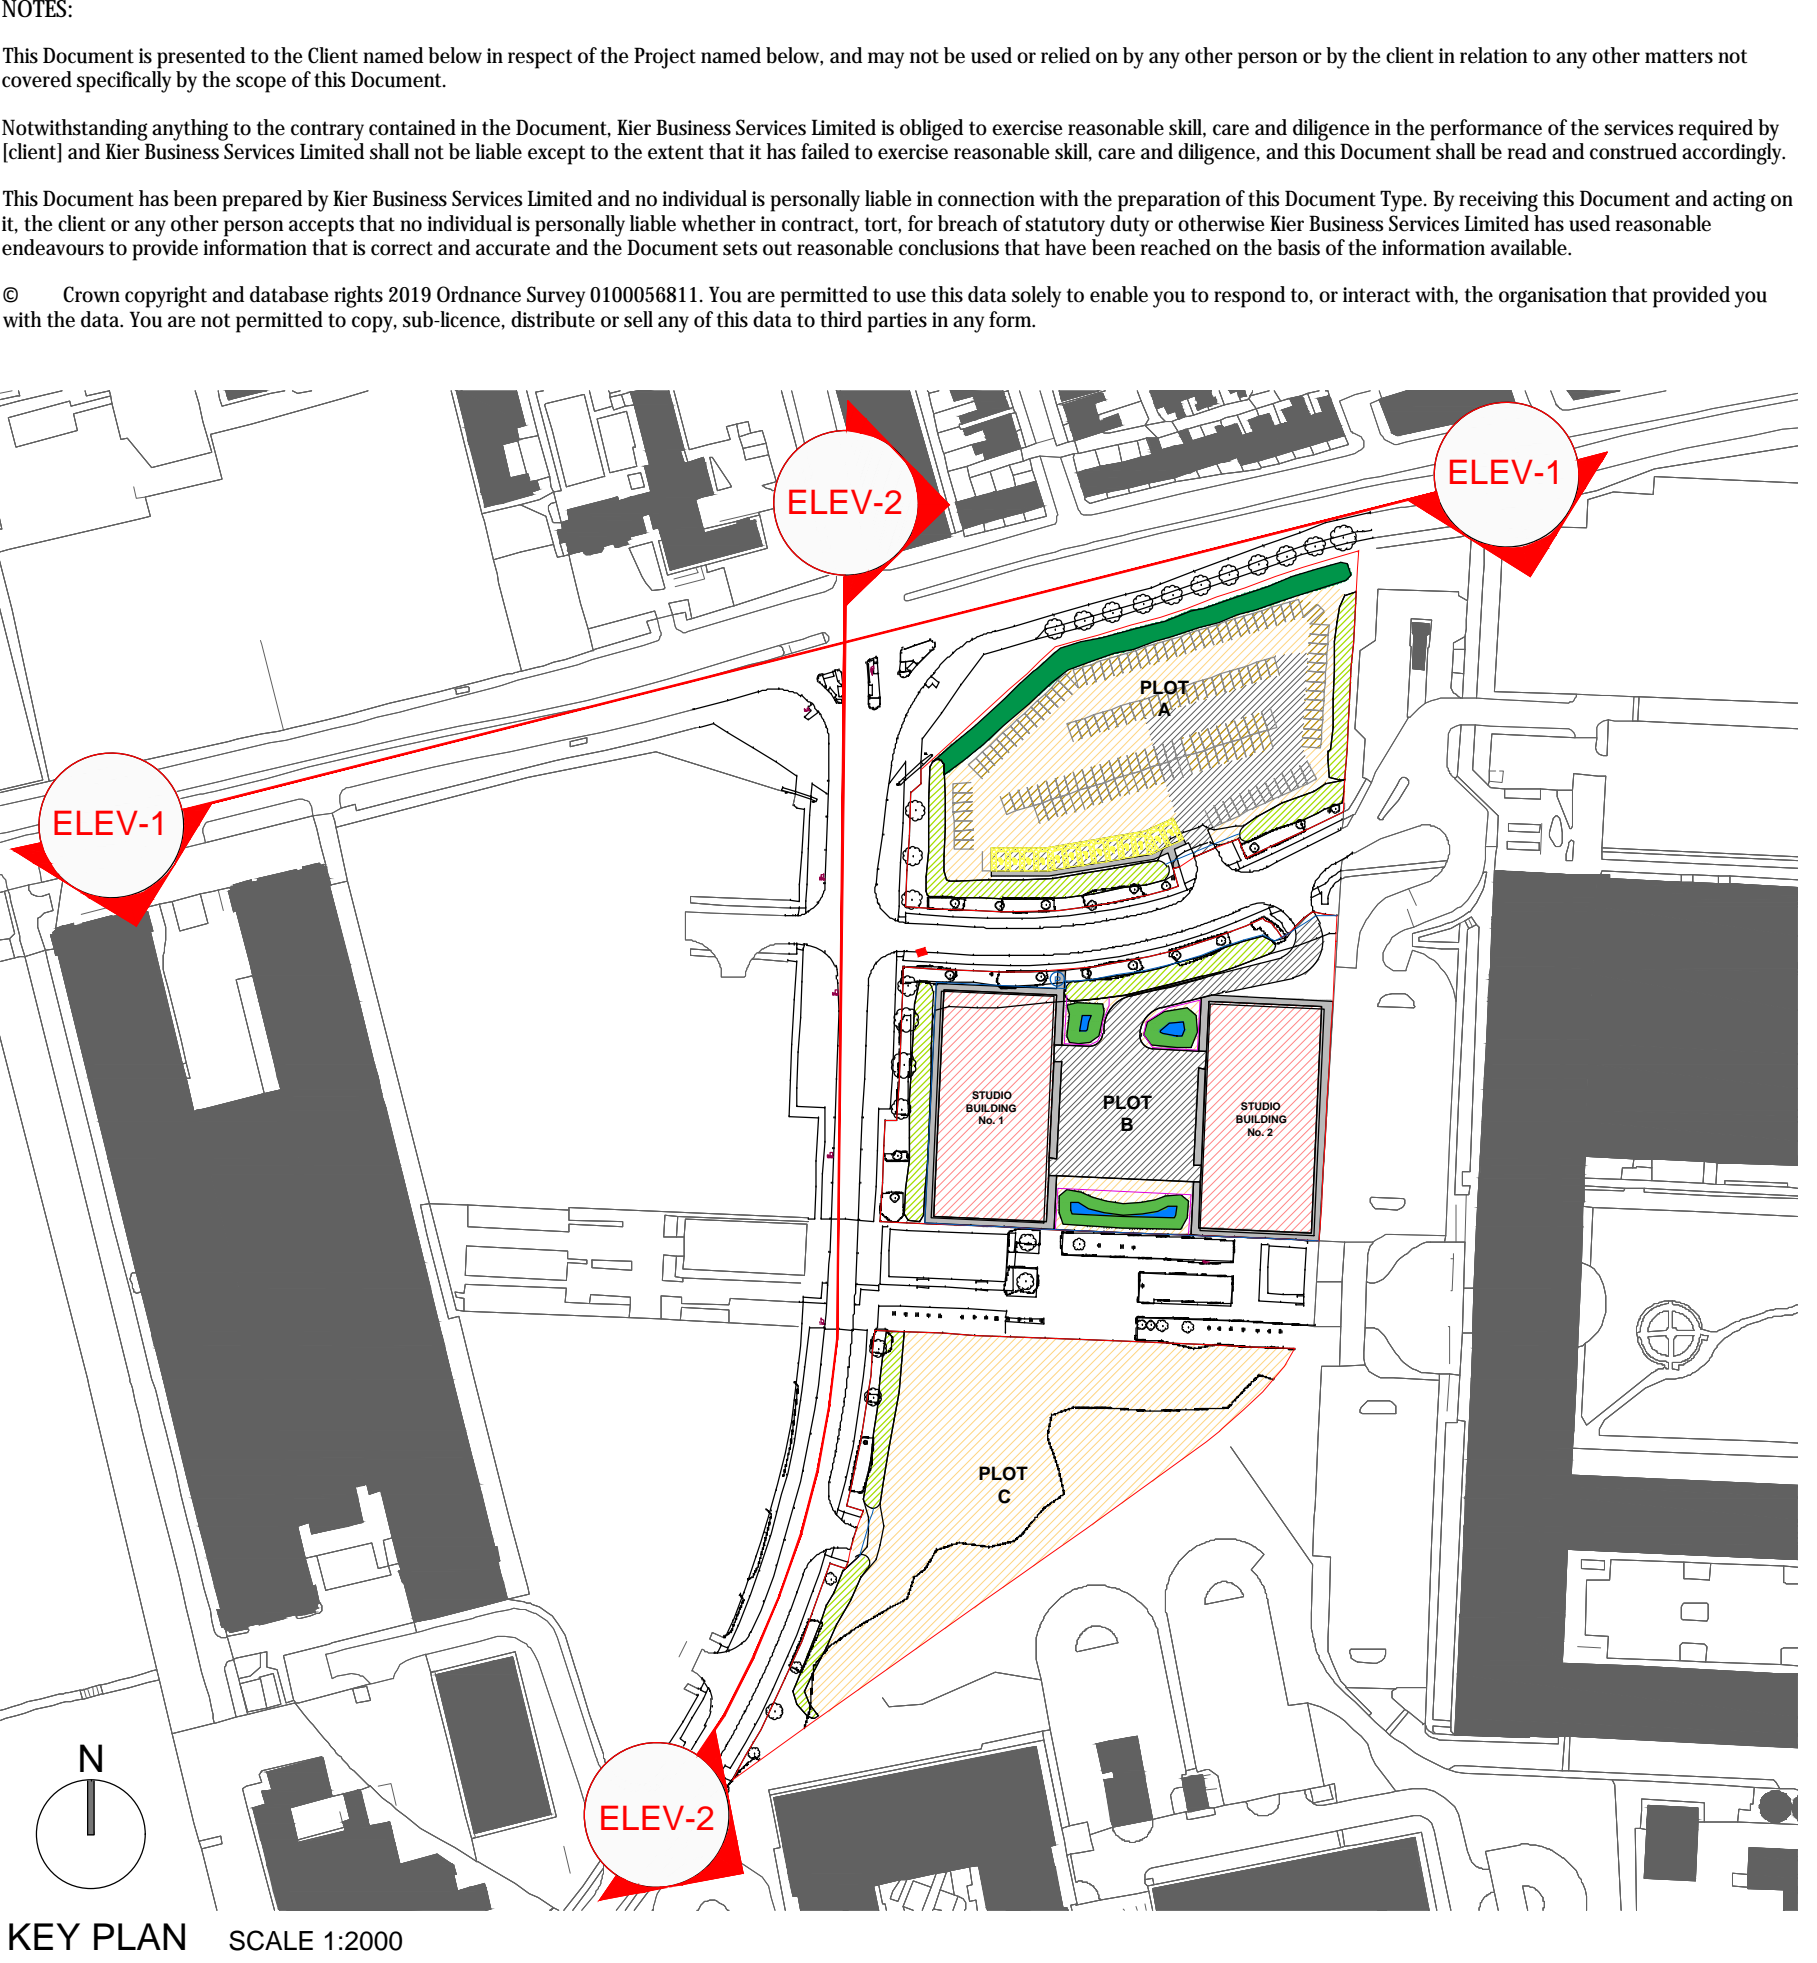 NOTES:
This Document is presented to the Client named below in respect of the Project named below, and may not be used or relied on by any other person or by the client in relation to any other matters not
covered specifically by the scope of this Document.
Notwithstanding anything to the contrary contained in the Document, Kier Business Services Limited is obliged to exercise reasonable skill, care and diligence in the performance of the services required by
[client] and Kier Business Services Limited shall not be liable except to the extent that it has failed to exercise reasonable skill, care and diligence, and this Document shall be read and construed accordingly.
This Document has been prepared by Kier Business Services Limited and no individual is personally liable in connection with the preparation of this Document Type. By receiving this Document and acting on
it, the client or any other person accepts that no individual is personally liable whether in contract, tort, for breach of statutory duty or otherwise Kier Business Services Limited has used reasonable
endeavours to provide information that is correct and accurate and the Document sets out reasonable conclusions that have been reached on the basis of the information available.
© Crown copyright and database rights 2019 Ordnance Survey 0100056811. You are permitted to use this data solely to enable you to respond to, or interact with, the organisation that provided you
with the data. You are not permitted to copy, sub-licence, distribute or sell any of this data to third parties in any form.
ELEV-1
ELEV-2
PLOT
A
ELEV-1
STUDIO
BUILDING
No. 1
PLOT
B
STUDIO
BUILDING
No. 2
PLOT
C
N
ELEV-2
KEY PLAN SCALE 1:2000